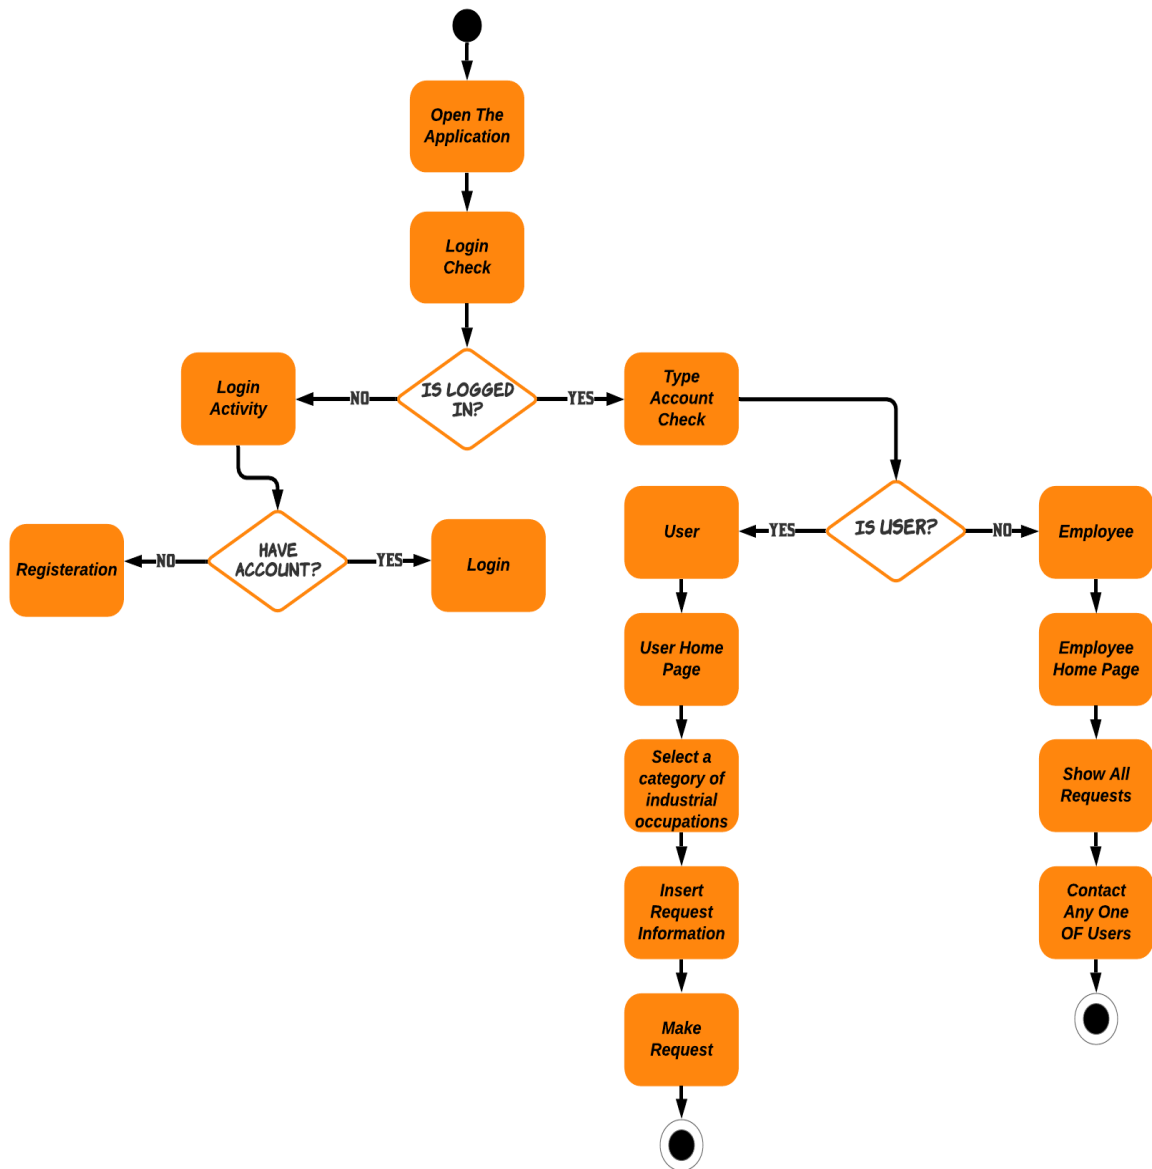 Open The
Application
Login
Check
Login
Activity
NO
IS LOGGED
IN?
YES
Type
Account
Check
Registeration
NO
HAVE
ACCOUNT?
YES
Login
User
YES
IS USER?
NO
Employee
User Home
Page
Employee
Home Page
Select a
category of
industrial
occupations
Show All
Requests
Insert
Request
Information
Contact
Any One
OF Users
Make
Request